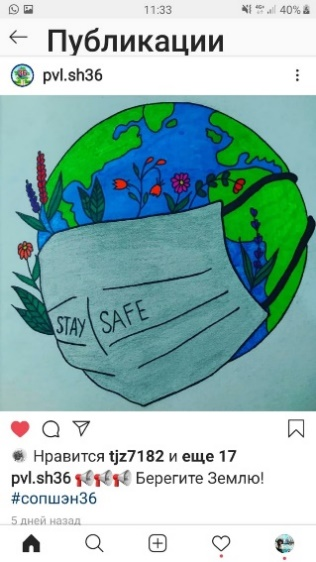 11:33 40%
Публикации
pvl.sh36
STAY SAFE
Нравится tjz7182 и еще 17
pvl.sh36 📢📢📢 Берегите Землю!
#сопшэн36
5 дней назад